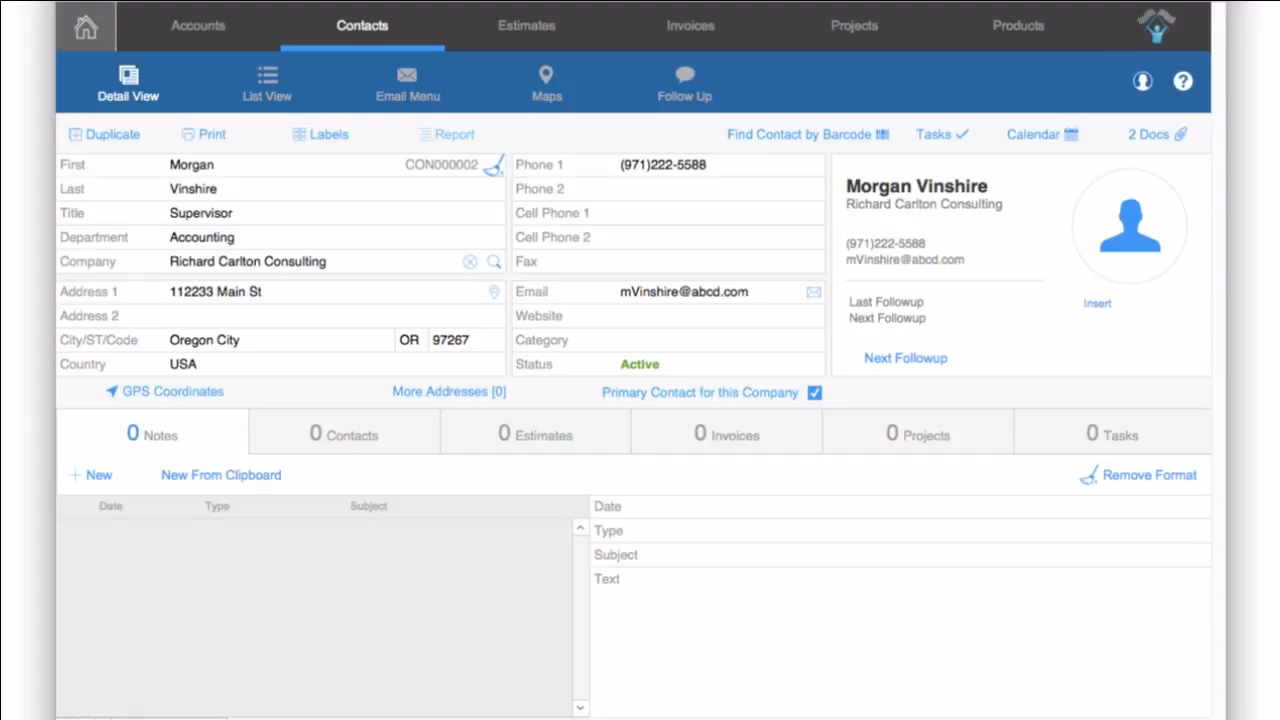 Accounts Contacts Estimates Invoices Projects Products
Detail View List View Email Menu Maps Follow Up ?
Duplicate Print Labels Report Find Contact by Barcode Tasks Calendar 2 Docs
First Morgan CON000002
Last Vinshire
Title Supervisor
Department Accounting
Company Richard Carlton Consulting
Address 1 112233 Main St
Address 2
City/ST/Code Oregon City OR 97267
Country USA
GPS Coordinates More Addresses [0]
Phone 1 (971)222-5588
Phone 2
Cell Phone 1
Cell Phone 2
Fax
Email mVinshire@abcd.com
Website
Category
Status Active
Primary Contact for this Company
Morgan Vinshire
Richard Carlton Consulting
(971)222-5588
mVinshire@abcd.com
Last Followup
Next Followup
Next Followup
Insert
0 Notes 0 Contacts 0 Estimates 0 Invoices 0 Projects 0 Tasks
New New From Clipboard Remove Format
Date Type Subject
Date
Type
Subject
Text